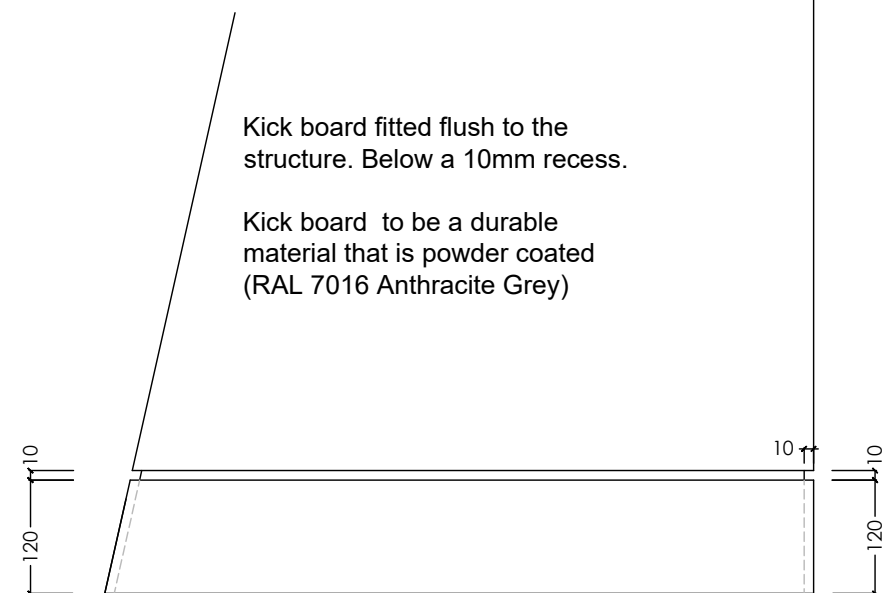 Kick board fitted flush to the
structure. Below a 10mm recess.
Kick board  to be a durable
material that is powder coated
(RAL 7016 Anthracite Grey)
10
10
10
120
120